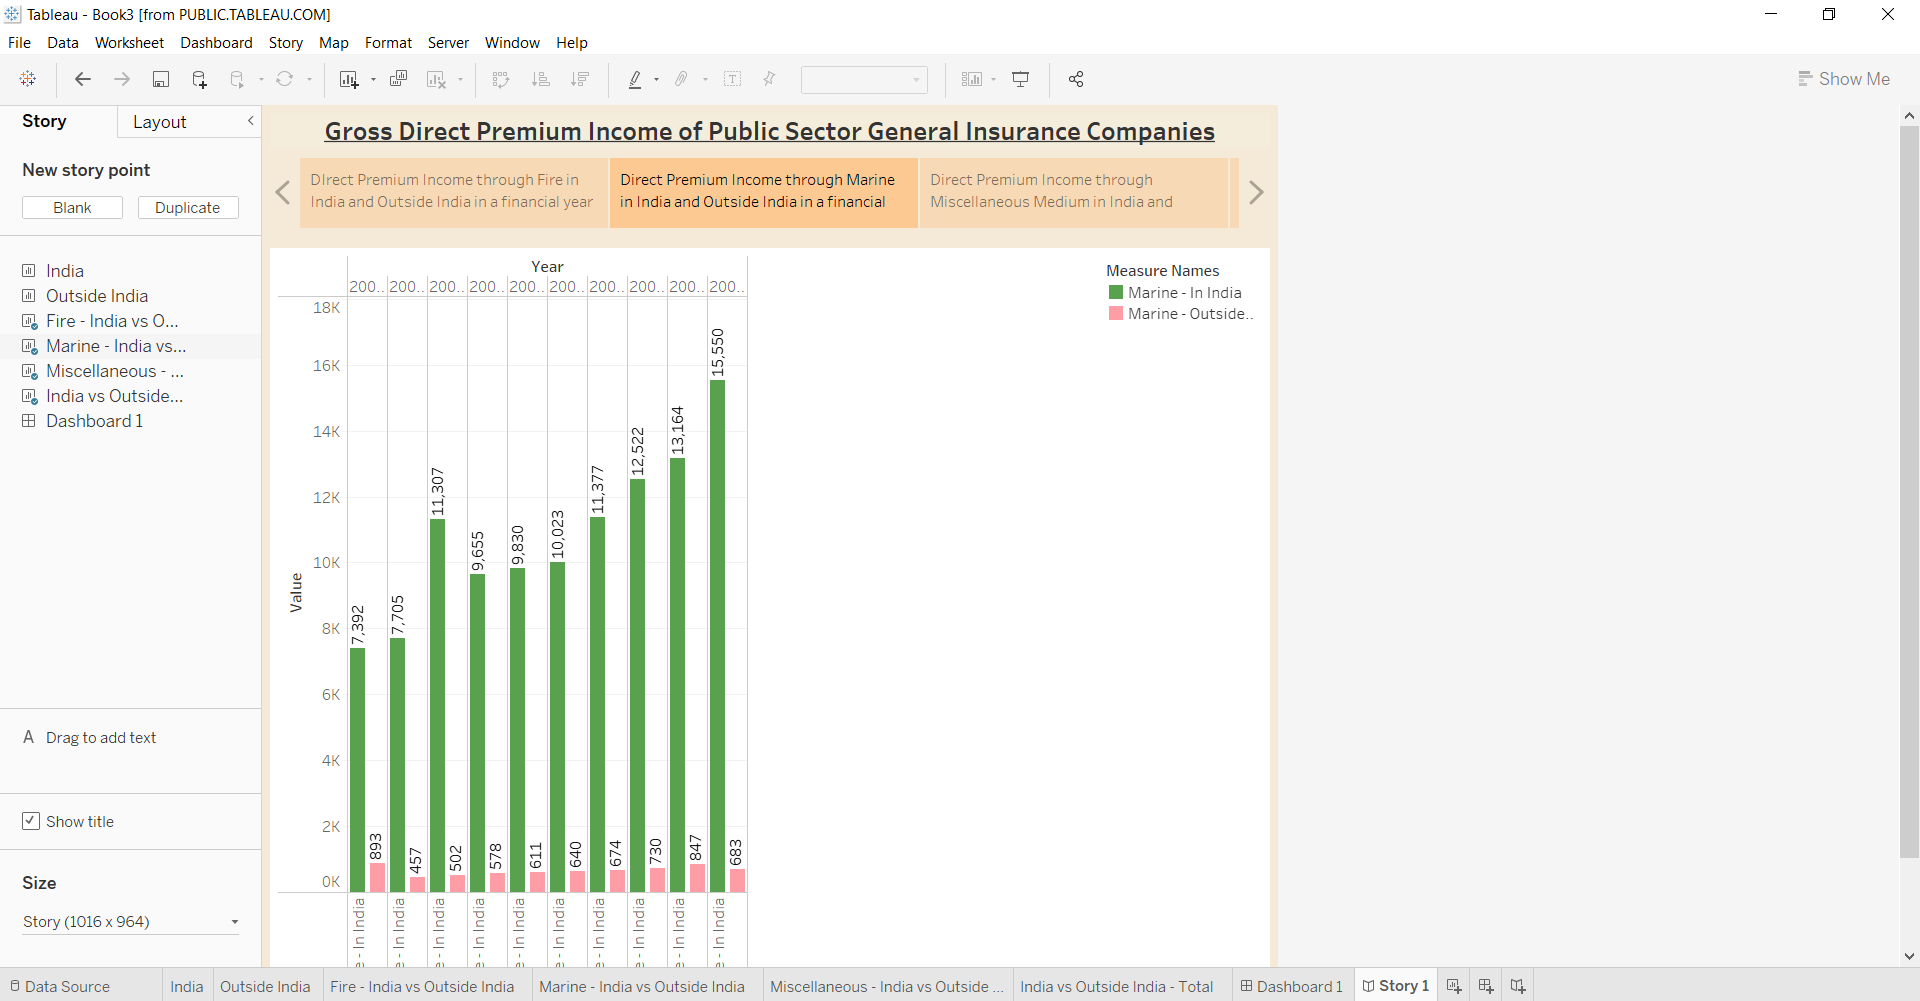 Tableau - Book3 [from PUBLIC.TABLEAU.COM]
File Data Worksheet Dashboard Story Map Format Server Window Help
Show Me
Story
Layout
New story point
Blank
Duplicate
India
Outside India
Fire - India vs O...
Marine - India vs...
Miscellaneous - ...
India vs Outside...
Dashboard 1
A Drag to add text
Show title
Size
Story (1016 x 964)
Gross Direct Premium Income of Public Sector General Insurance Companies
DIrect Premium Income through Fire in
India and Outside India in a financial year
Direct Premium Income through Marine
in India and Outside India in a financial
Direct Premium Income through
Miscellaneous Medium in India and
Year
200.. 200.. 200.. 200.. 200.. 200.. 200.. 200.. 200.. 200..
Value
18K
16K
14K
12K
10K
8K
6K
4K
2K
0K
7,392
893
7,705
457
11,307
502
9,655
578
9,830
611
10,023
640
11,377
674
12,522
730
13,164
847
15,550
683
e - In India
e - In India
e - In India
e - In India
e - In India
e - In India
e - In India
e - In India
e - In India
e - In India
Measure Names
Marine - In India
Marine - Outside..
Data Source
India
Outside India
Fire - India vs Outside India
Marine - India vs Outside India
Miscellaneous - India vs Outside ...
India vs Outside India - Total
Dashboard 1
Story 1